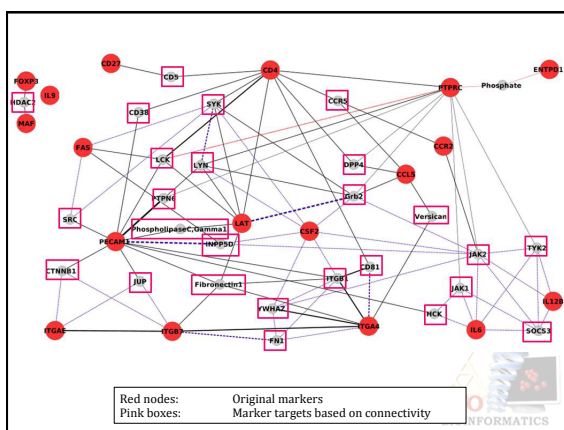 FOXP3
IL9
HDAC2
MAF
CD27
CD5
CD4
PTPRC
Phosphate
ENTPD1
CD38
SYK
CCR5
CCR2
FAS
LCK
LYN
DPP4
CCL5
PTPN6
Grb2
SRC
PECAM1
PhospholipaseC,Gamma1
LAT
INPP5D
CSF2
Versican
JAK2
TYK2
CTNNB1
JUP
Fibronectin1
ITGB1
CD81
JAK1
IL12B
YWHAZ
HCK
ITGAE
ITGB7
FN1
ITGA4
IL6
SOCS3
Red nodes: Original markers
Pink boxes: Marker targets based on connectivity
INFORMATICS